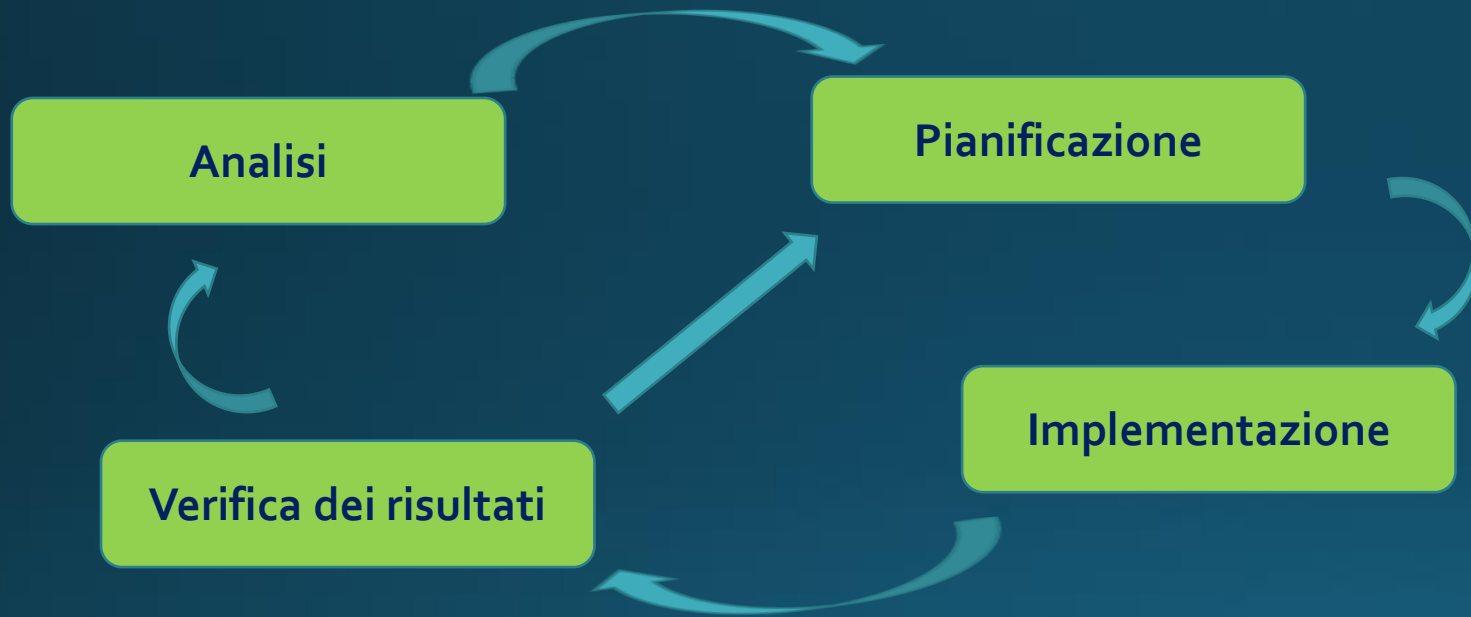 Analisi
Pianificazione
Implementazione
Verifica dei risultati